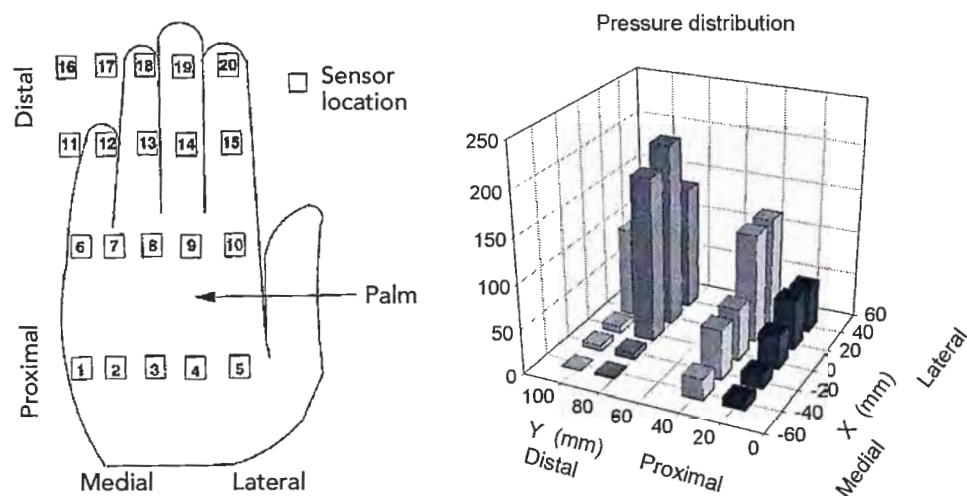 Distal
Proximal
16 17 18 19 20
11 12 13 14 15
6 7 8 9 10
1 2 3 4 5
Sensor
location
Palm
Medial
Lateral
Pressure distribution
250
200
150
100
50
0
100
80
60
40
20
0
Y (mm)
Distal
Proximal
60
40
20
0
-20
-40
-60
X (mm)
Medial
Lateral